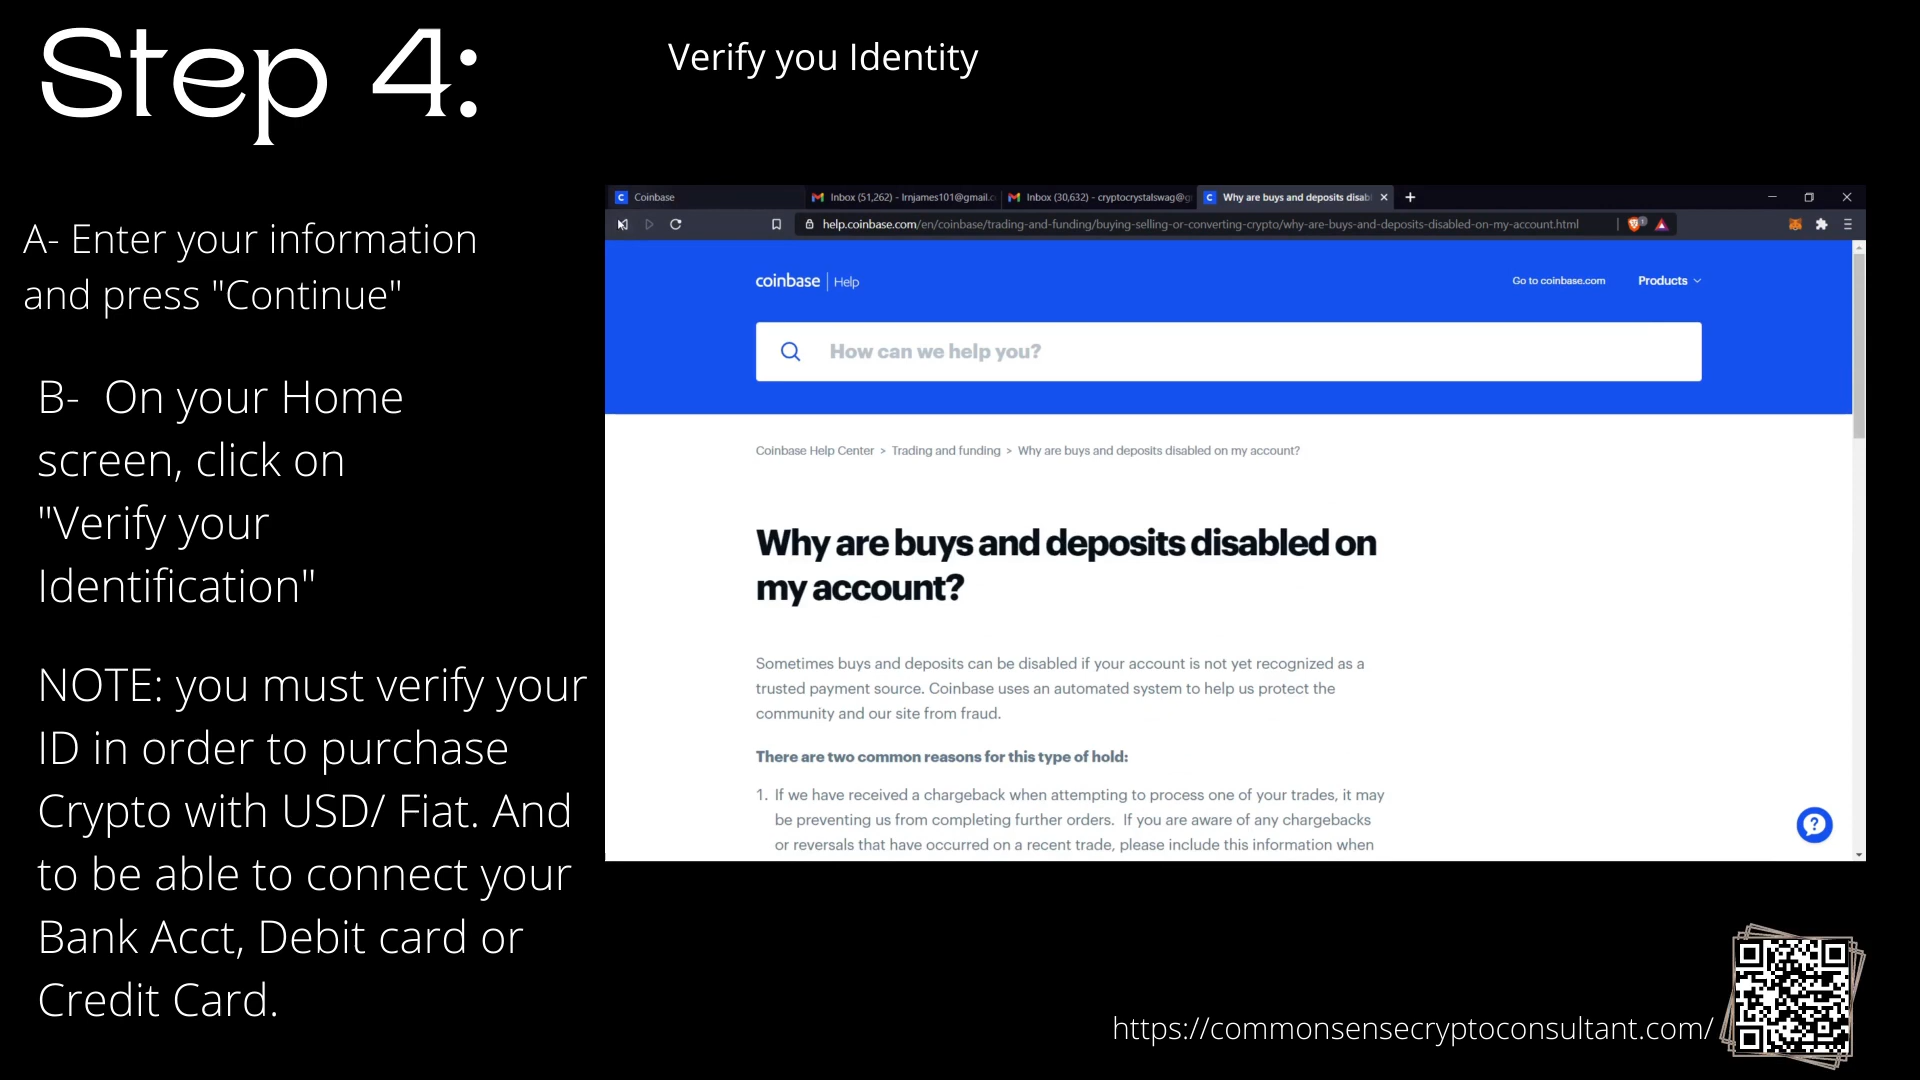 Step 4:
Verify you Identity
A- Enter your information
and press "Continue"
B-  On your Home
screen, click on
"Verify your
Identification"
NOTE: you must verify your
ID in order to purchase
Crypto with USD/ Fiat. And
to be able to connect your
Bank Acct, Debit card or
Credit Card.
Coinbase
Inbox (51,262) - lrnjames101@gmail.c
Inbox (30,632) - cryptocrystalswag@g
Why are buys and deposits disabl
help.coinbase.com/en/coinbase/trading-and-funding/buying-selling-or-converting-crypto/why-are-buys-and-deposits-disabled-on-my-account.html
1
coinbase | Help
Go to coinbase.com
Products
How can we help you?
Coinbase Help Center > Trading and funding > Why are buys and deposits disabled on my account?
Why are buys and deposits disabled on
my account?
Sometimes buys and deposits can be disabled if your account is not yet recognized as a
trusted payment source. Coinbase uses an automated system to help us protect the
community and our site from fraud.
There are two common reasons for this type of hold:
1. If we have received a chargeback when attempting to process one of your trades, it may
be preventing us from completing further orders.  If you are aware of any chargebacks
or reversals that have occurred on a recent trade, please include this information when
https://commonsensecryptoconsultant.com/